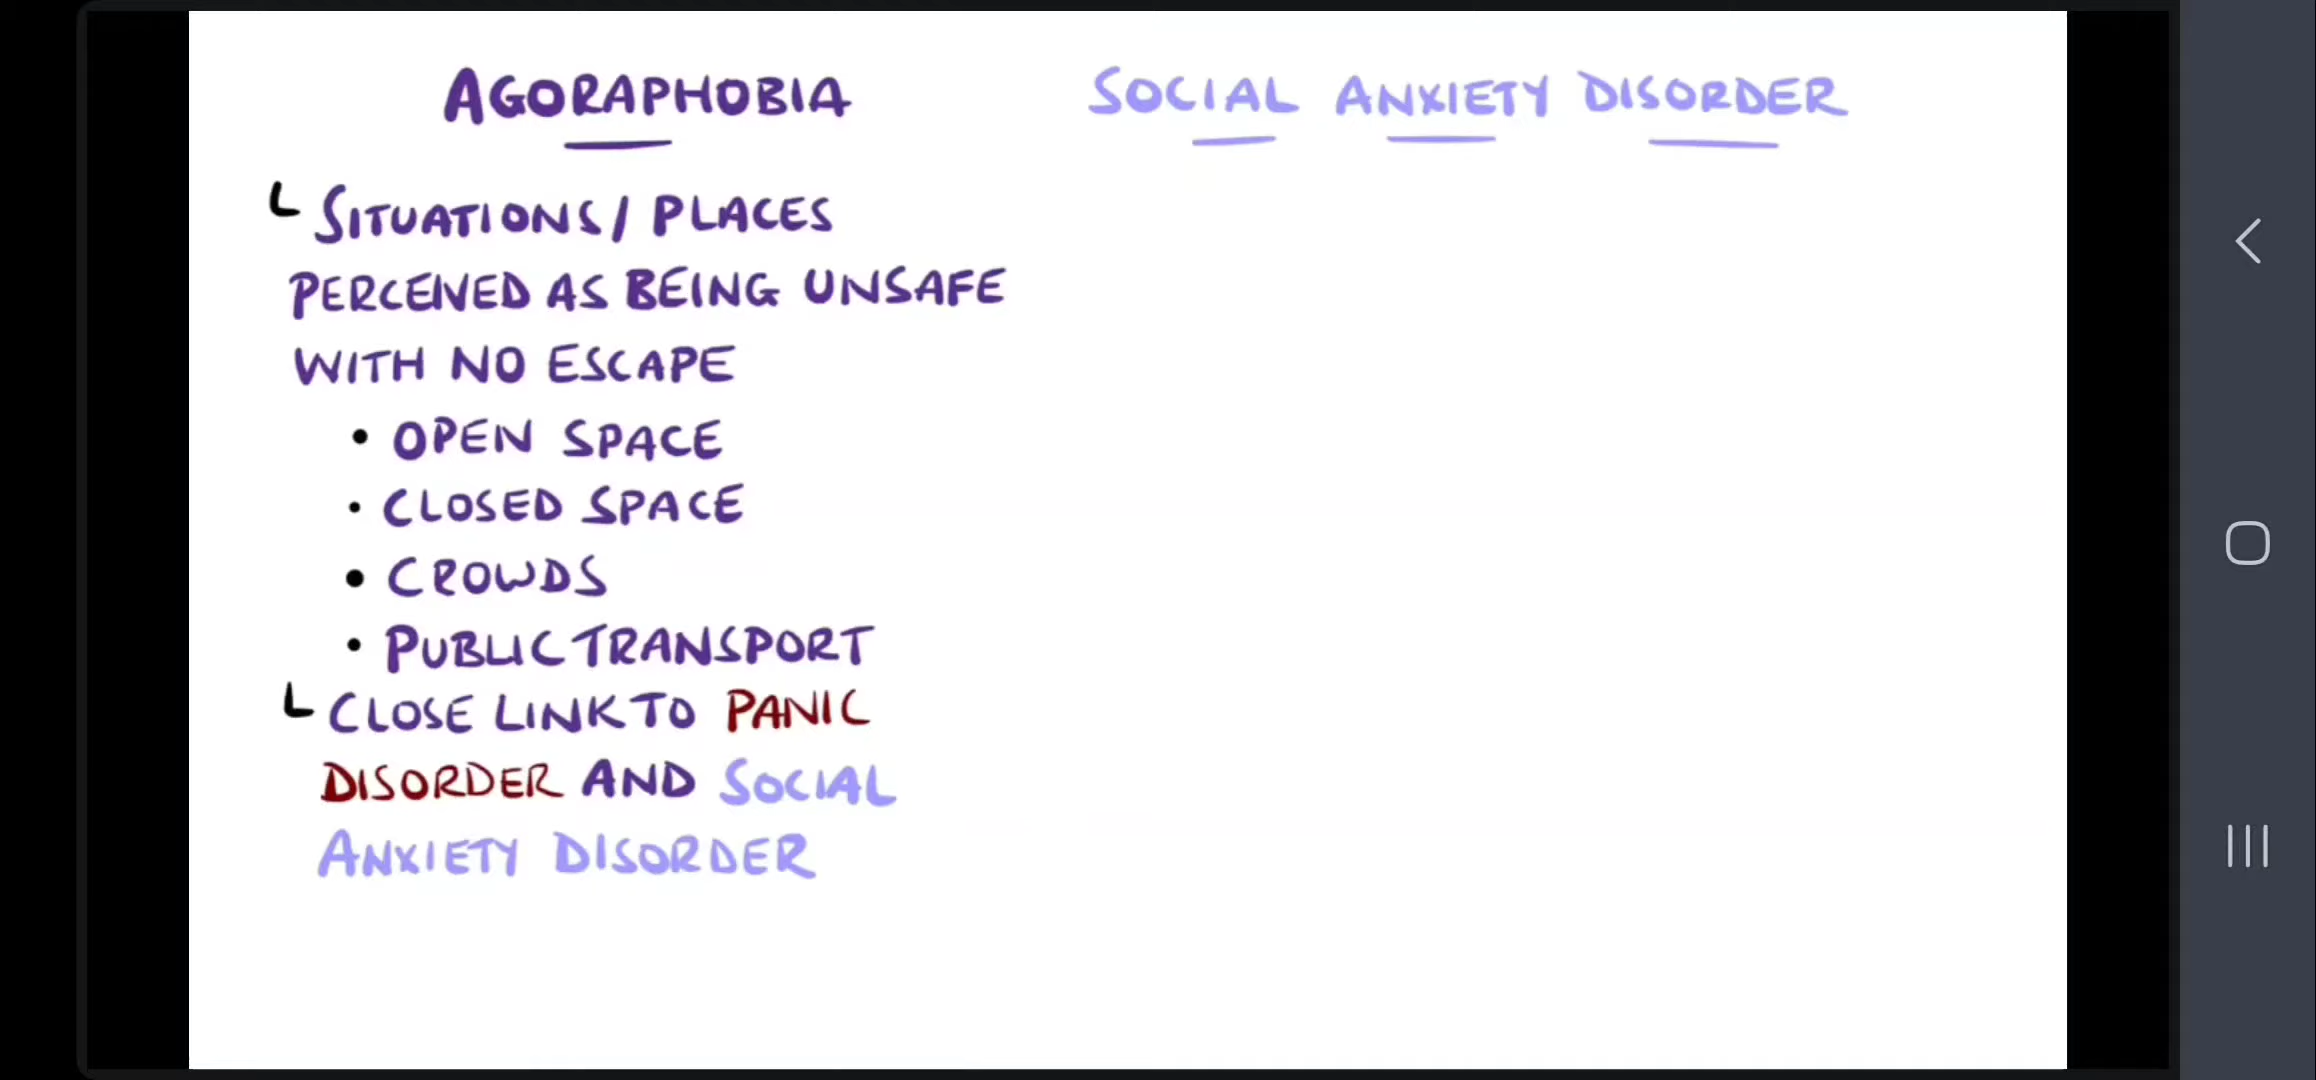 AGORAPHOBIA
SOCIAL ANXIETY DISORDER
SITUATIONS / PLACES
PERCEIVED AS BEING UNSAFE
WITH NO ESCAPE
• OPEN SPACE
• CLOSED SPACE
• CROWDS
• PUBLIC TRANSPORT
CLOSE LINK TO PANIC
DISORDER AND SOCIAL
ANXIETY DISORDER